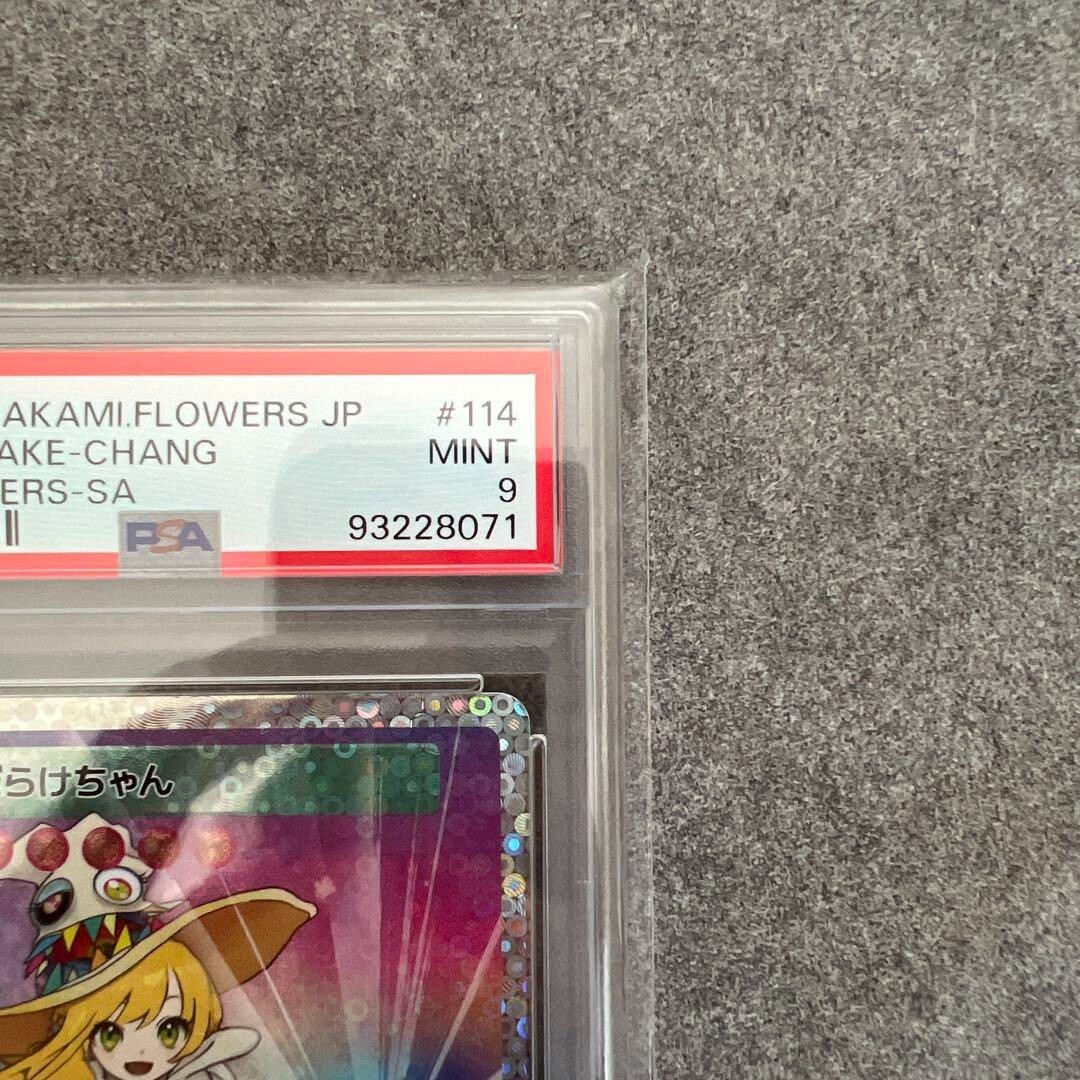 AKAMI.FLOWERS JP #114
AKE-CHANG MINT
ERS-SA 9
PSA 93228071
らけちゃん